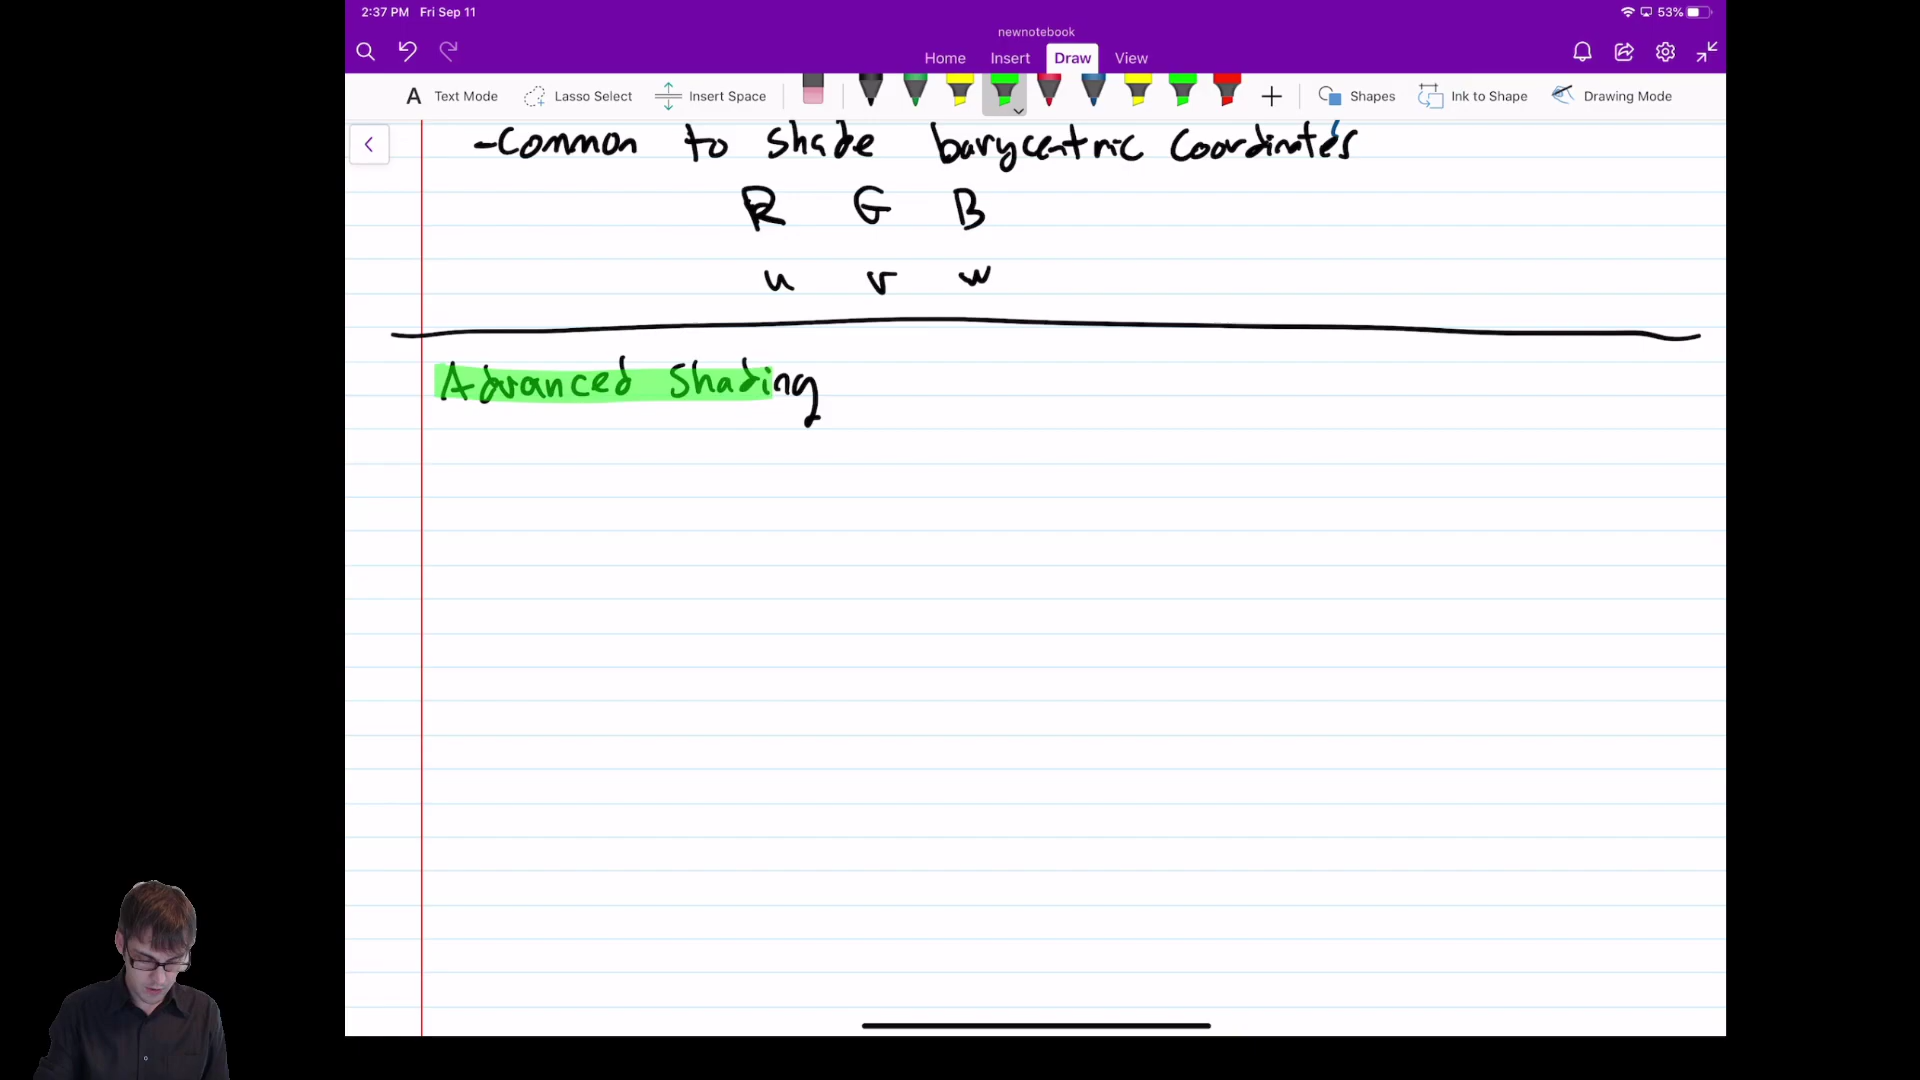 2:37 PM Fri Sep 11 53%
newnotebook
Home Insert Draw View
A Text Mode Lasso Select Insert Space Shapes Ink to Shape Drawing Mode
-Common to shade barycentric coordinates
R G B
u v w
Advanced Shading